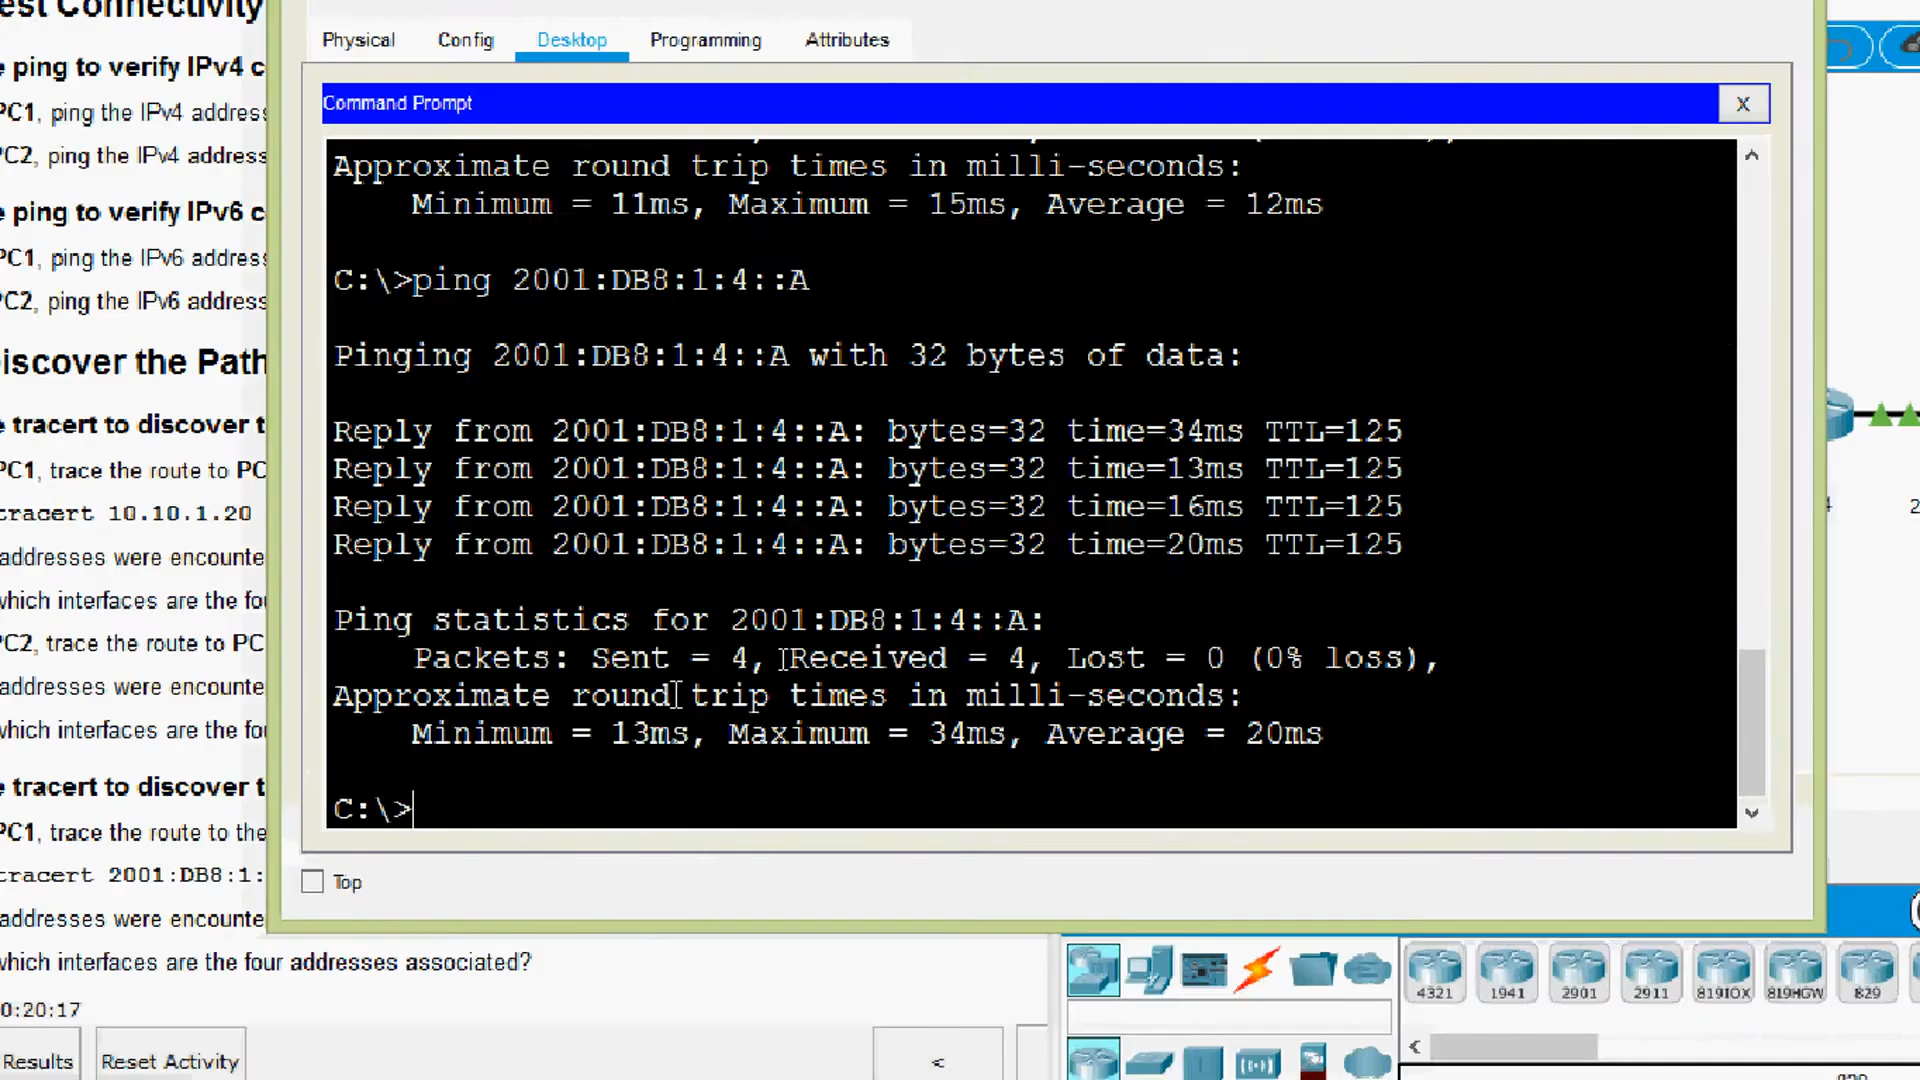 est Connectivity
e ping to verify IPv4 c
PC1, ping the IPv4 address
PC2, ping the IPv4 address
e ping to verify IPv6 c
PC1, ping the IPv6 address
PC2, ping the IPv6 address
iscover the Path
e tracert to discover t
PC1, trace the route to PC
tracert 10.10.1.20
addresses were encounte
which interfaces are the fou
PC2, trace the route to PC
addresses were encounte
which interfaces are the fou
e tracert to discover t
PC1, trace the route to the
tracert 2001:DB8:1:
addresses were encounte
which interfaces are the four addresses associated?
0:20:17
Results
Reset Activity
<
Physical Config Desktop Programming Attributes
Command Prompt
X
Approximate round trip times in milli-seconds:
Minimum = 11ms, Maximum = 15ms, Average = 12ms
C:\>ping 2001:DB8:1:4::A
Pinging 2001:DB8:1:4::A with 32 bytes of data:
Reply from 2001:DB8:1:4::A: bytes=32 time=34ms TTL=125
Reply from 2001:DB8:1:4::A: bytes=32 time=13ms TTL=125
Reply from 2001:DB8:1:4::A: bytes=32 time=16ms TTL=125
Reply from 2001:DB8:1:4::A: bytes=32 time=20ms TTL=125
Ping statistics for 2001:DB8:1:4::A:
Packets: Sent = 4, Received = 4, Lost = 0 (0% loss),
Approximate round trip times in milli-seconds:
Minimum = 13ms, Maximum = 34ms, Average = 20ms
C:\>
Top
4321 1941 2901 2911 819IOX 819HGW 829